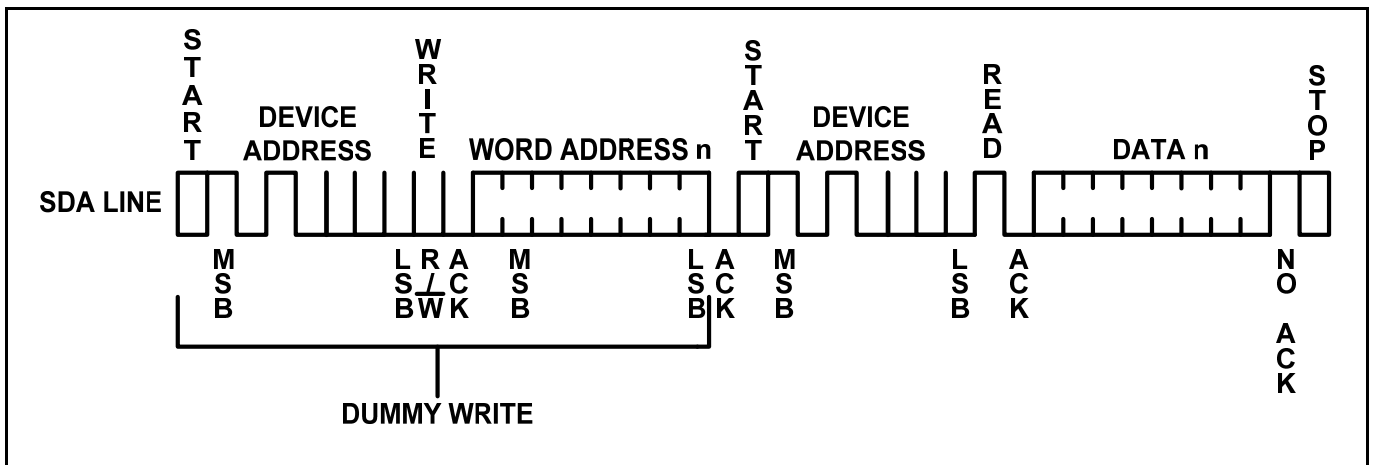 START
DEVICE
ADDRESS
WRITE
WORD ADDRESS n
START
DEVICE
ADDRESS
READ
DATA n
STOP
SDA LINE
MSB
LSB
R/W
ACK
MSB
LSB
ACK
MSB
LSB
ACK
NO ACK
DUMMY WRITE